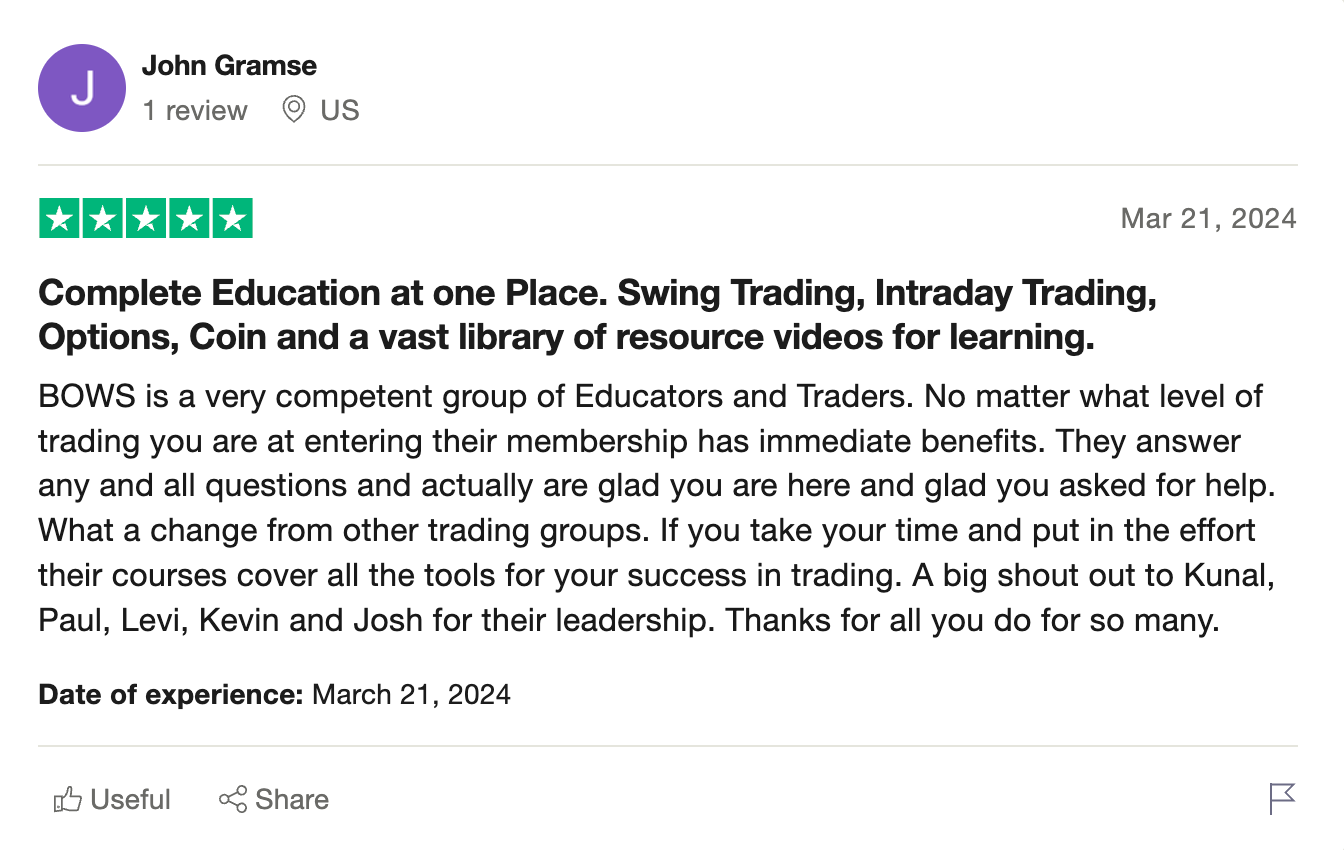 J
John Gramse
1 review US
Mar 21, 2024
Complete Education at one Place. Swing Trading, Intraday Trading,
Options, Coin and a vast library of resource videos for learning.
BOWS is a very competent group of Educators and Traders. No matter what level of
trading you are at entering their membership has immediate benefits. They answer
any and all questions and actually are glad you are here and glad you asked for help.
What a change from other trading groups. If you take your time and put in the effort
their courses cover all the tools for your success in trading. A big shout out to Kunal,
Paul, Levi, Kevin and Josh for their leadership. Thanks for all you do for so many.
Date of experience: March 21, 2024
Useful Share